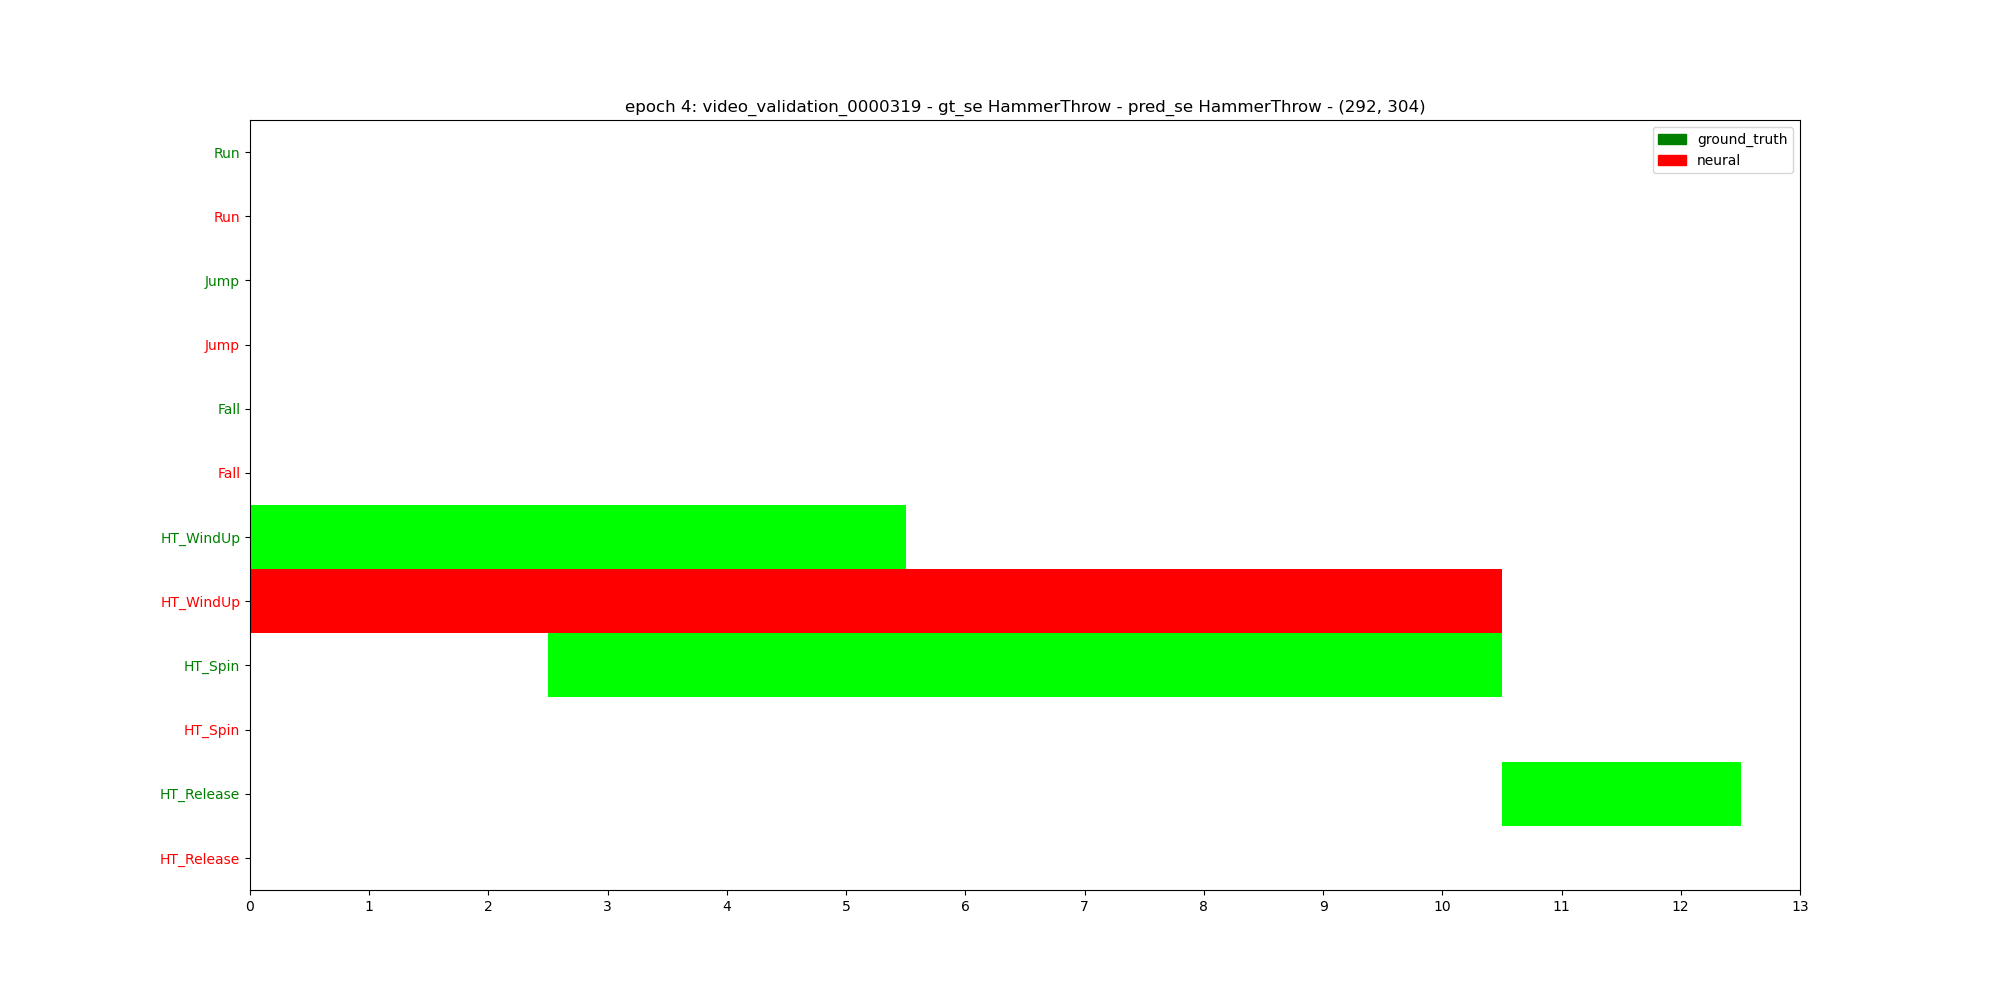 epoch 4: video_validation_0000319 - gt_se HammerThrow - pred_se HammerThrow - (292, 304)
ground_truth
neural
Run
Run
Jump
Jump
Fall
Fall
HT_WindUp
HT_WindUp
HT_Spin
HT_Spin
HT_Release
HT_Release
0 1 2 3 4 5 6 7 8 9 10 11 12 13